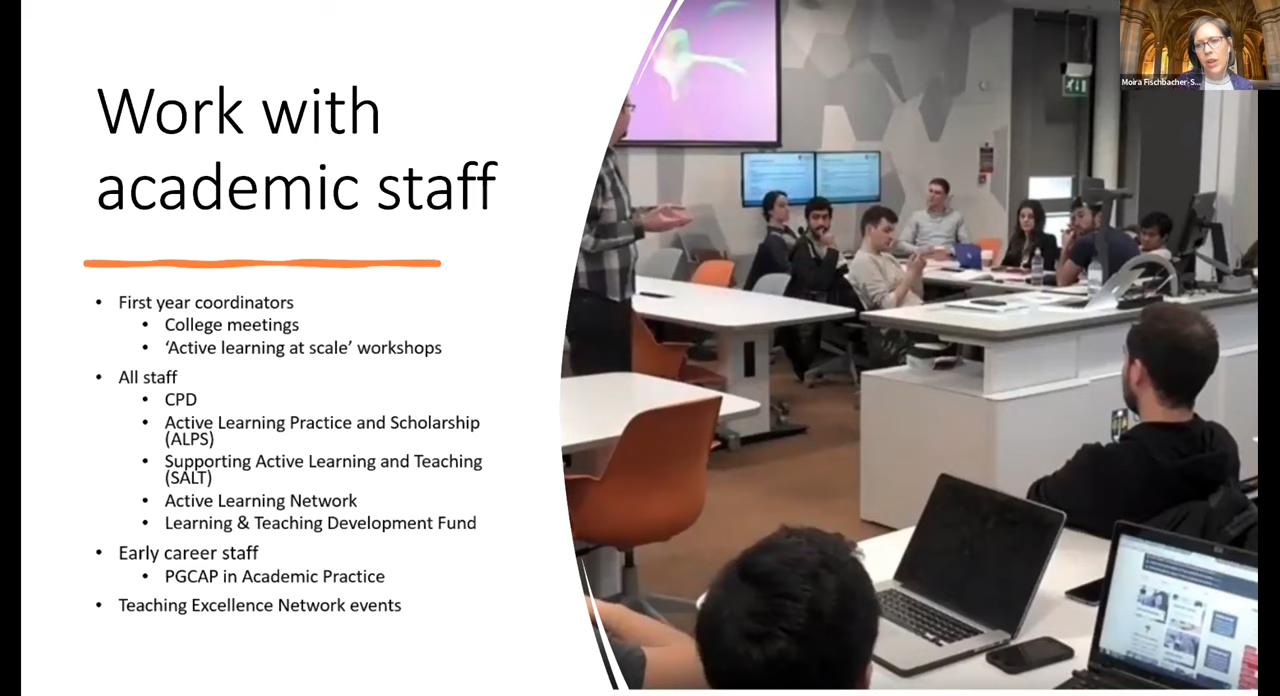 Work with
academic staff
• First year coordinators
• College meetings
• ‘Active learning at scale’ workshops
• All staff
• CPD
• Active Learning Practice and Scholarship
(ALPS)
• Supporting Active Learning and Teaching
(SALT)
• Active Learning Network
• Learning & Teaching Development Fund
• Early career staff
• PGCAP in Academic Practice
• Teaching Excellence Network events
Moira Fischbacher-S...